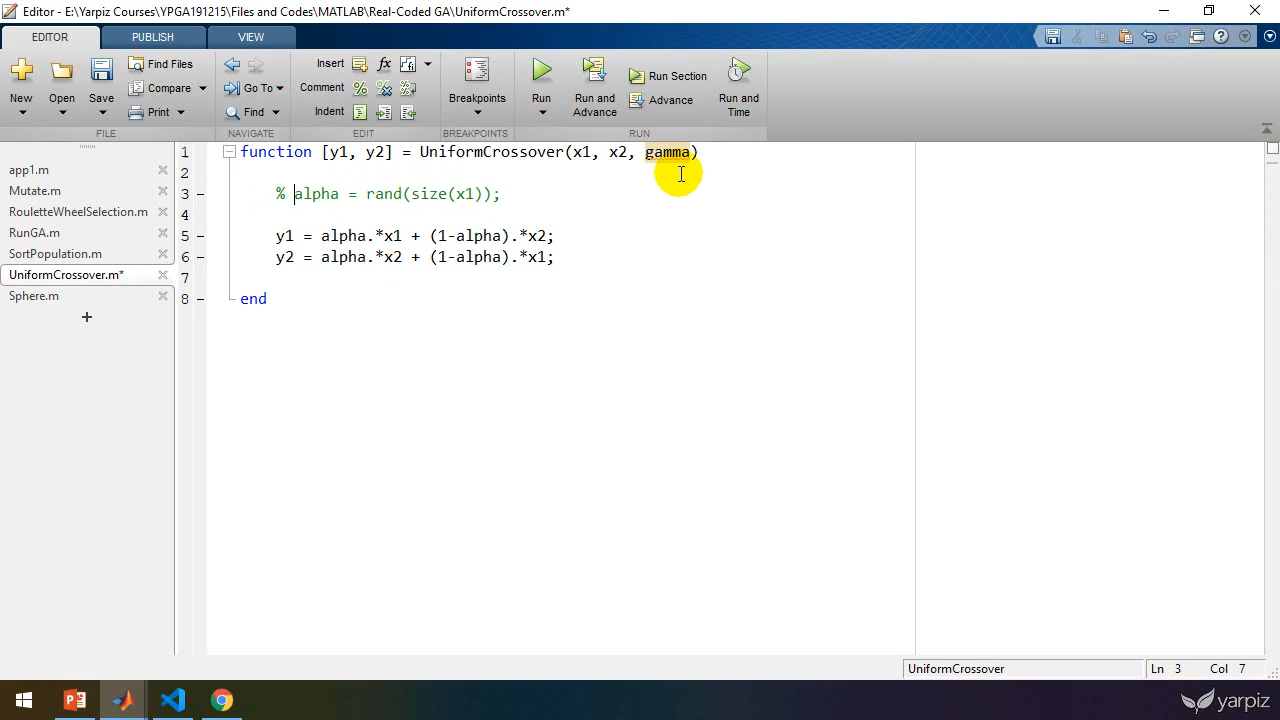 Editor - E:\Yarpiz Courses\YPGA191215\Files and Codes\MATLAB\Real-Coded GA\UniformCrossover.m*
EDITOR PUBLISH VIEW
New Open Save Find Files Compare Print
Go To Find
Insert Comment Indent
Breakpoints
Run Run and Advance Run Section Advance Run and Time
FILE NAVIGATE EDIT BREAKPOINTS RUN
app1.m
Mutate.m
RouletteWheelSelection.m
RunGA.m
SortPopulation.m
UniformCrossover.m*
Sphere.m
1 function [y1, y2] = UniformCrossover(x1, x2, gamma)
2
3 % alpha = rand(size(x1));
4
5 y1 = alpha.*x1 + (1-alpha).*x2;
6 y2 = alpha.*x2 + (1-alpha).*x1;
7
8 end
UniformCrossover Ln 3 Col 7
yarpiz